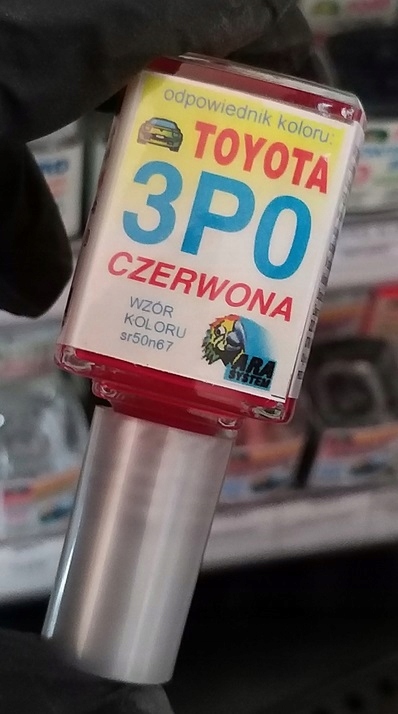 odpowiednik koloru:
TOYOTA
3P0
CZERWONA
WZÓR
KOLORU
sr50n67
ARA
SYSTEM